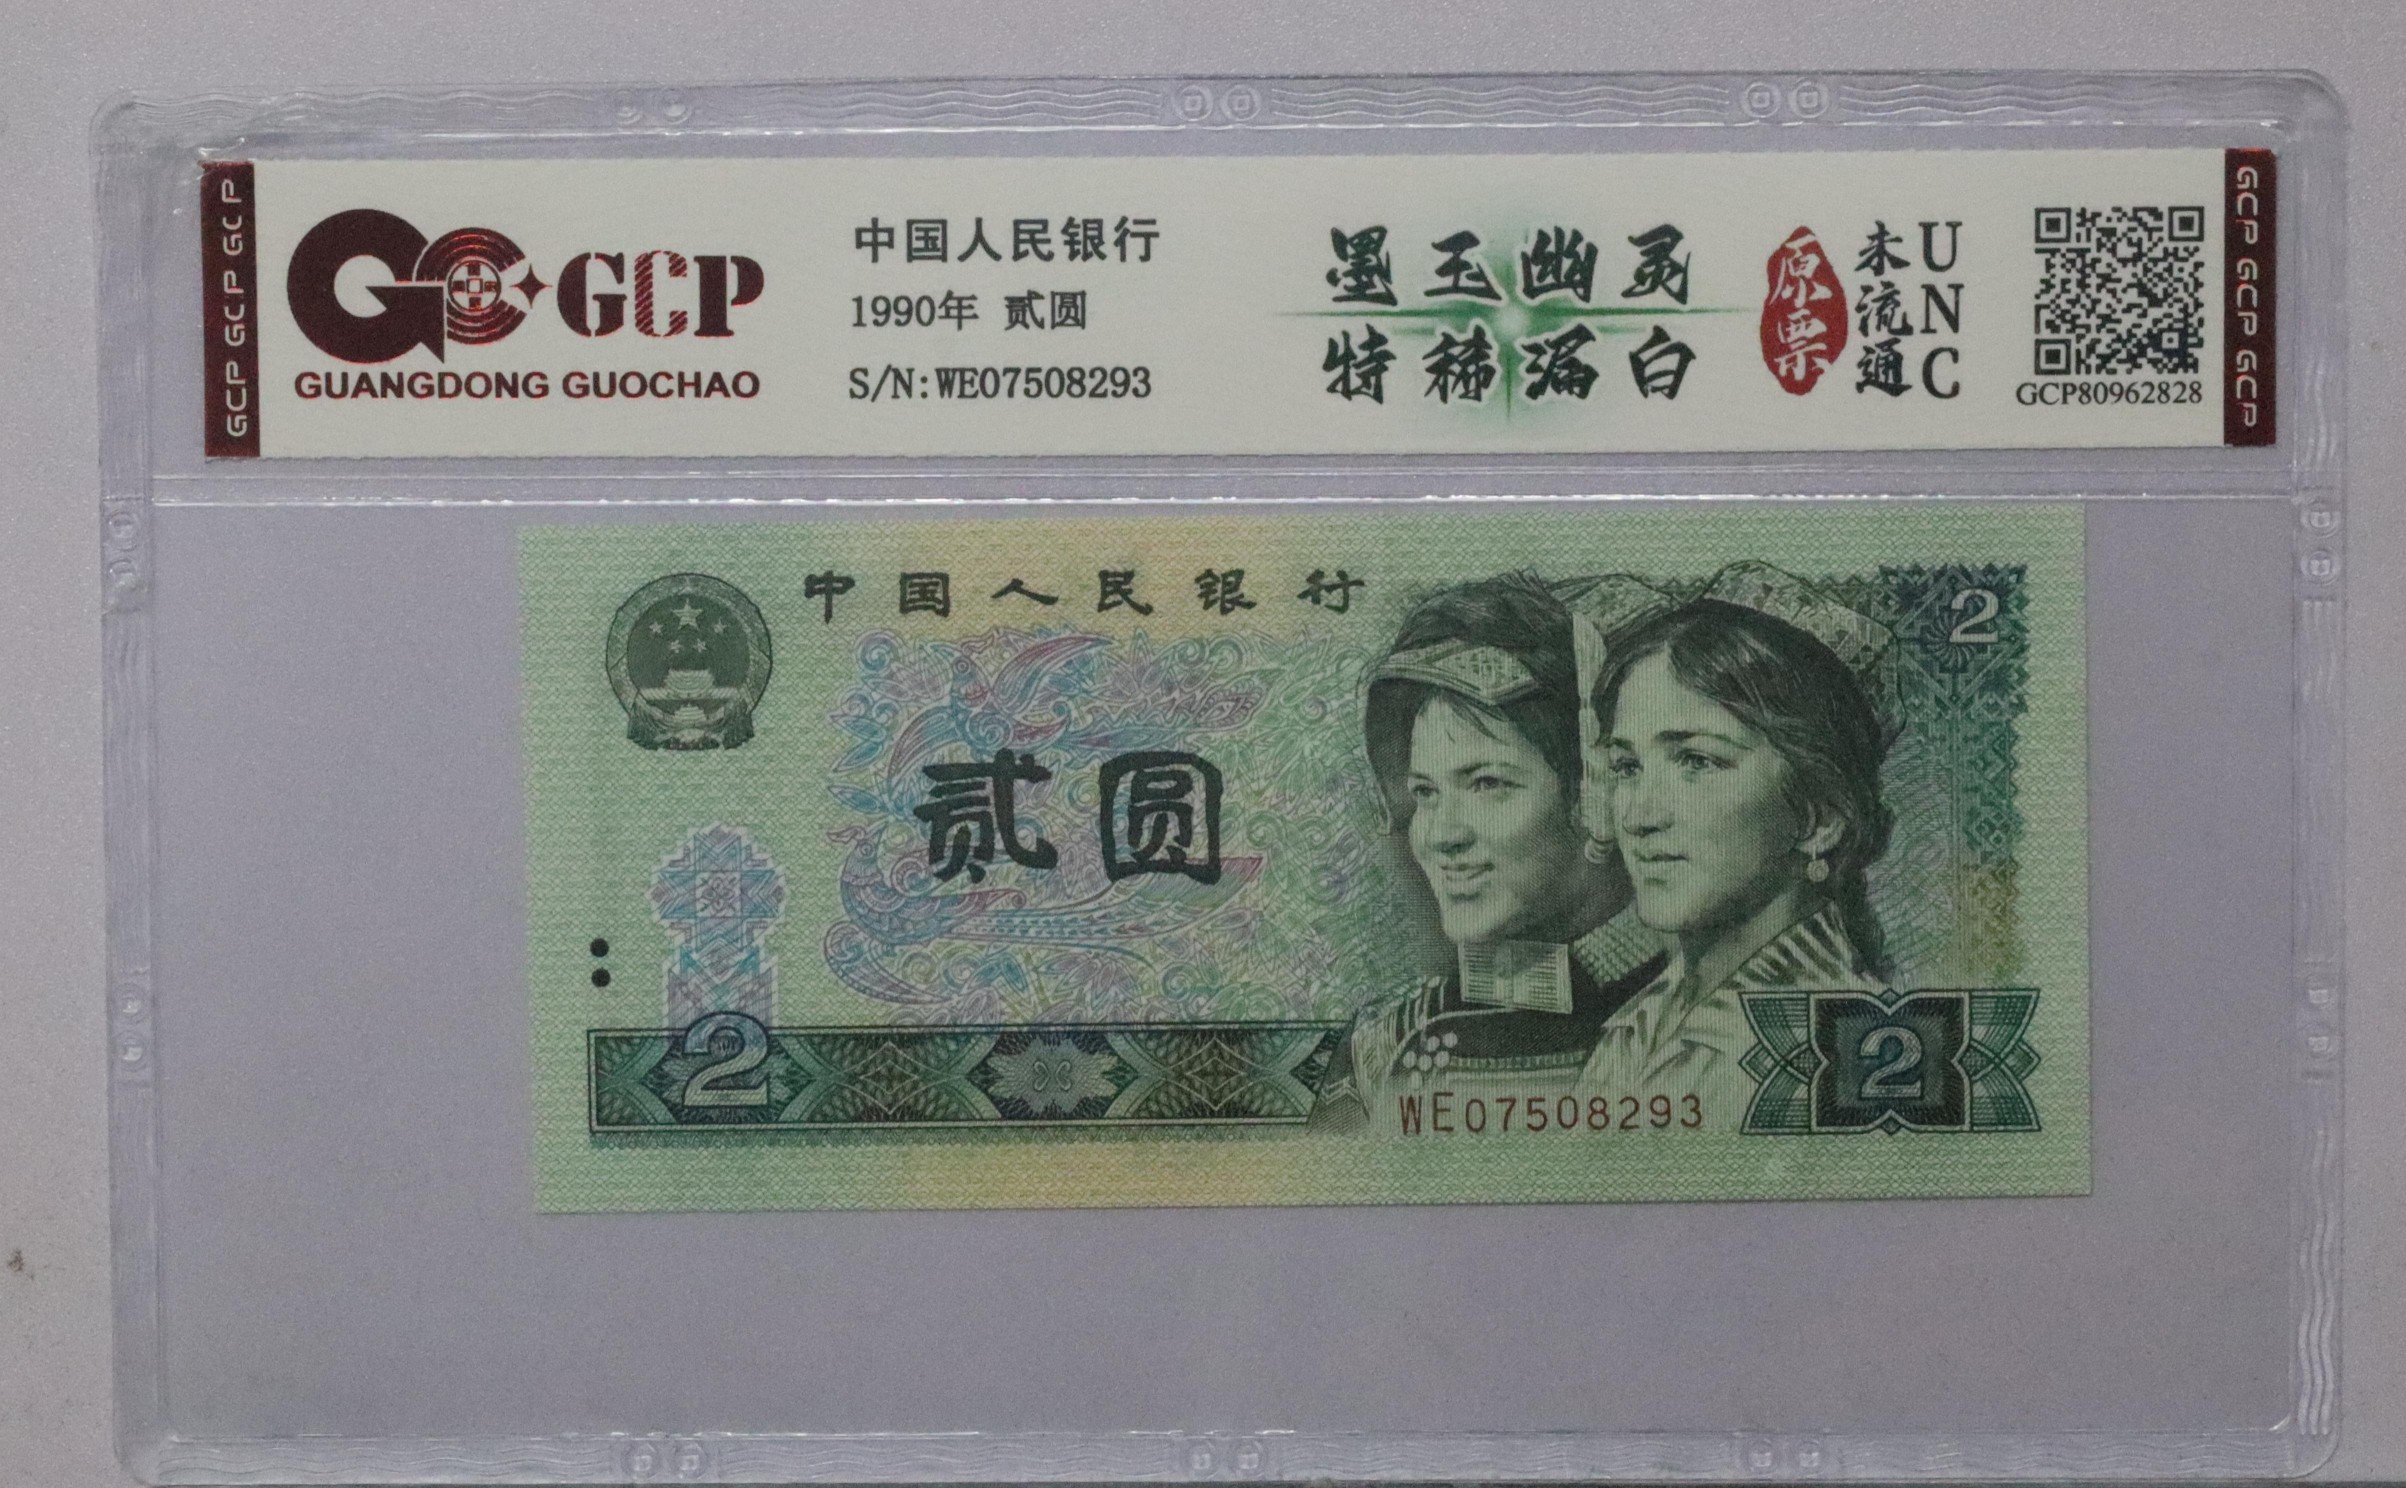 GCP GCP GCP
GCP
GUANGDONG GUOCHAO
中国人民银行
1990年 贰圆
S/N:WE07508293
墨玉幽灵
特稀漏白
原票
未流通
UNC
GCP80962828
GCP GCP GCP
中国人民银行
2
贰圆
2
WE07508293
2